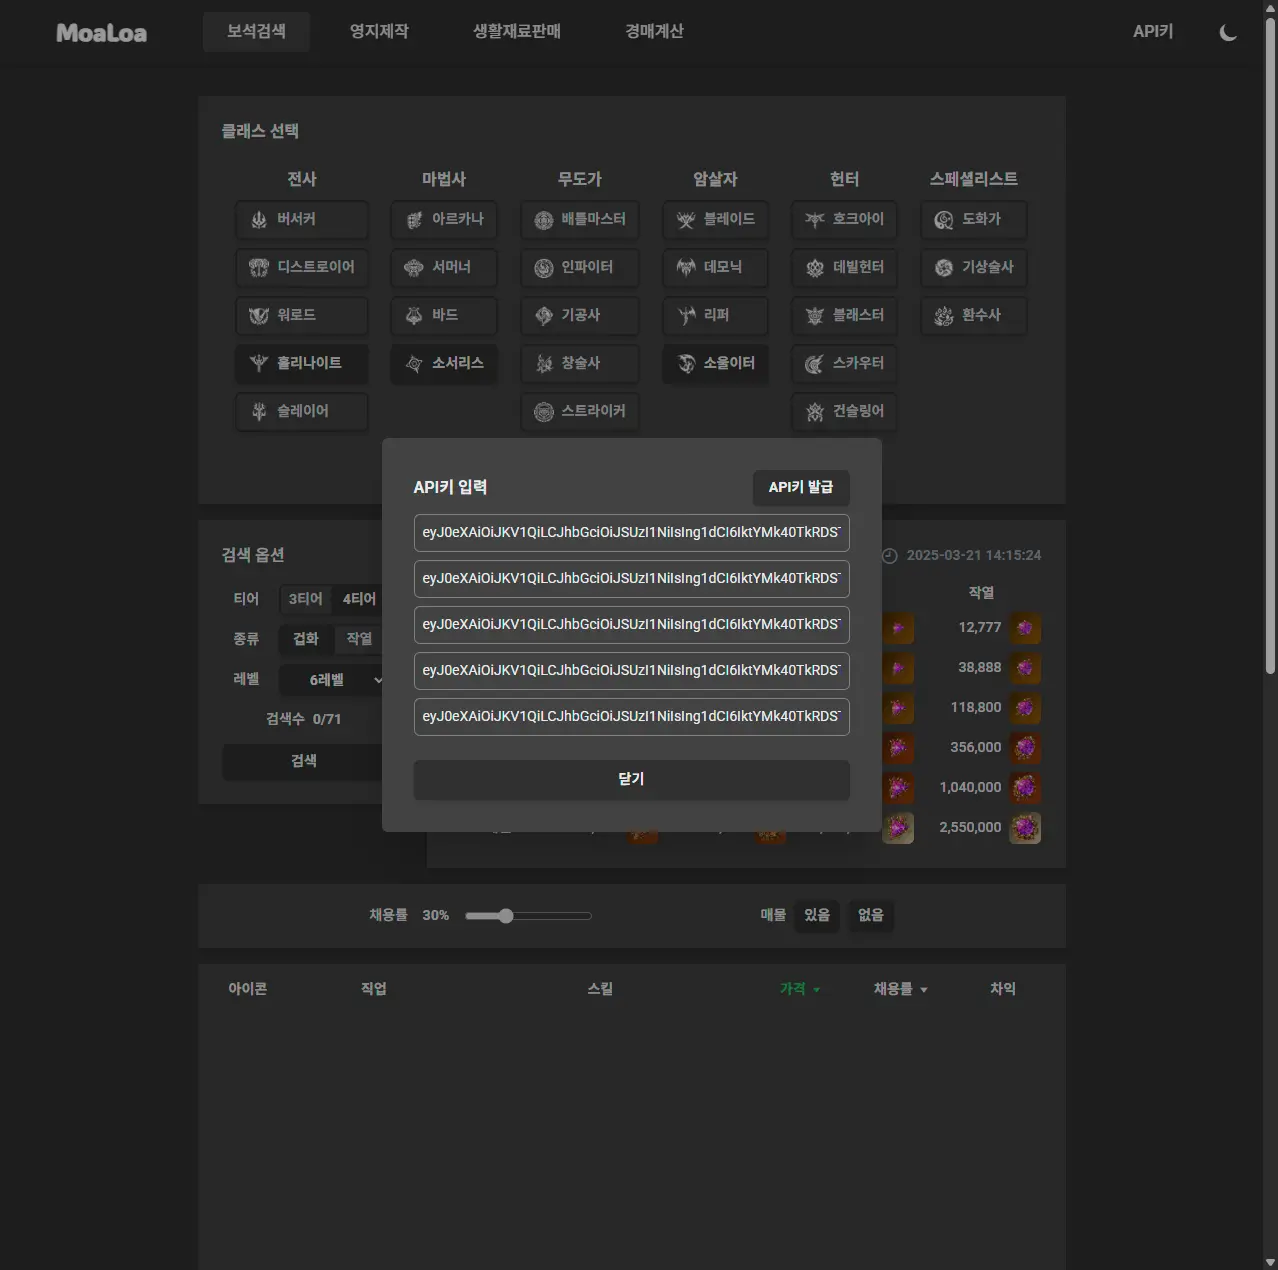 MoaLoa 보석검색 영지제작 생활재료판매 경매계산 API키
클래스 선택
전사 마법사 무도가 암살자 헌터 스페셜리스트
버서커 아르카나 배틀마스터 블레이드 호크아이 도화가
디스트로이어 서머너 인파이터 데모닉 데빌헌터 기상술사
워로드 바드 기공사 리퍼 블래스터 환수사
홀리나이트 소서리스 창술사 소울이터 스카우터
슬레이어 스트라이커 건슬링어
API키 입력 API키 발급
eyJ0eXAiOiJKV1QiLCJhbGciOiJSUzI1NiIsIng1dCI6IktYMk40TkRDS
eyJ0eXAiOiJKV1QiLCJhbGciOiJSUzI1NiIsIng1dCI6IktYMk40TkRDS
eyJ0eXAiOiJKV1QiLCJhbGciOiJSUzI1NiIsIng1dCI6IktYMk40TkRDS
eyJ0eXAiOiJKV1QiLCJhbGciOiJSUzI1NiIsIng1dCI6IktYMk40TkRDS
eyJ0eXAiOiJKV1QiLCJhbGciOiJSUzI1NiIsIng1dCI6IktYMk40TkRDS
닫기
검색 옵션
티어 3티어 4티어
종류 겁화 작열
레벨 6레벨
검색수 0/71
검색
2025-03-21 14:15:24
작열
12,777
38,888
118,800
356,000
1,040,000
2,550,000
채용률 30% 매물 있음 없음
아이콘 직업 스킬 가격 채용률 차익